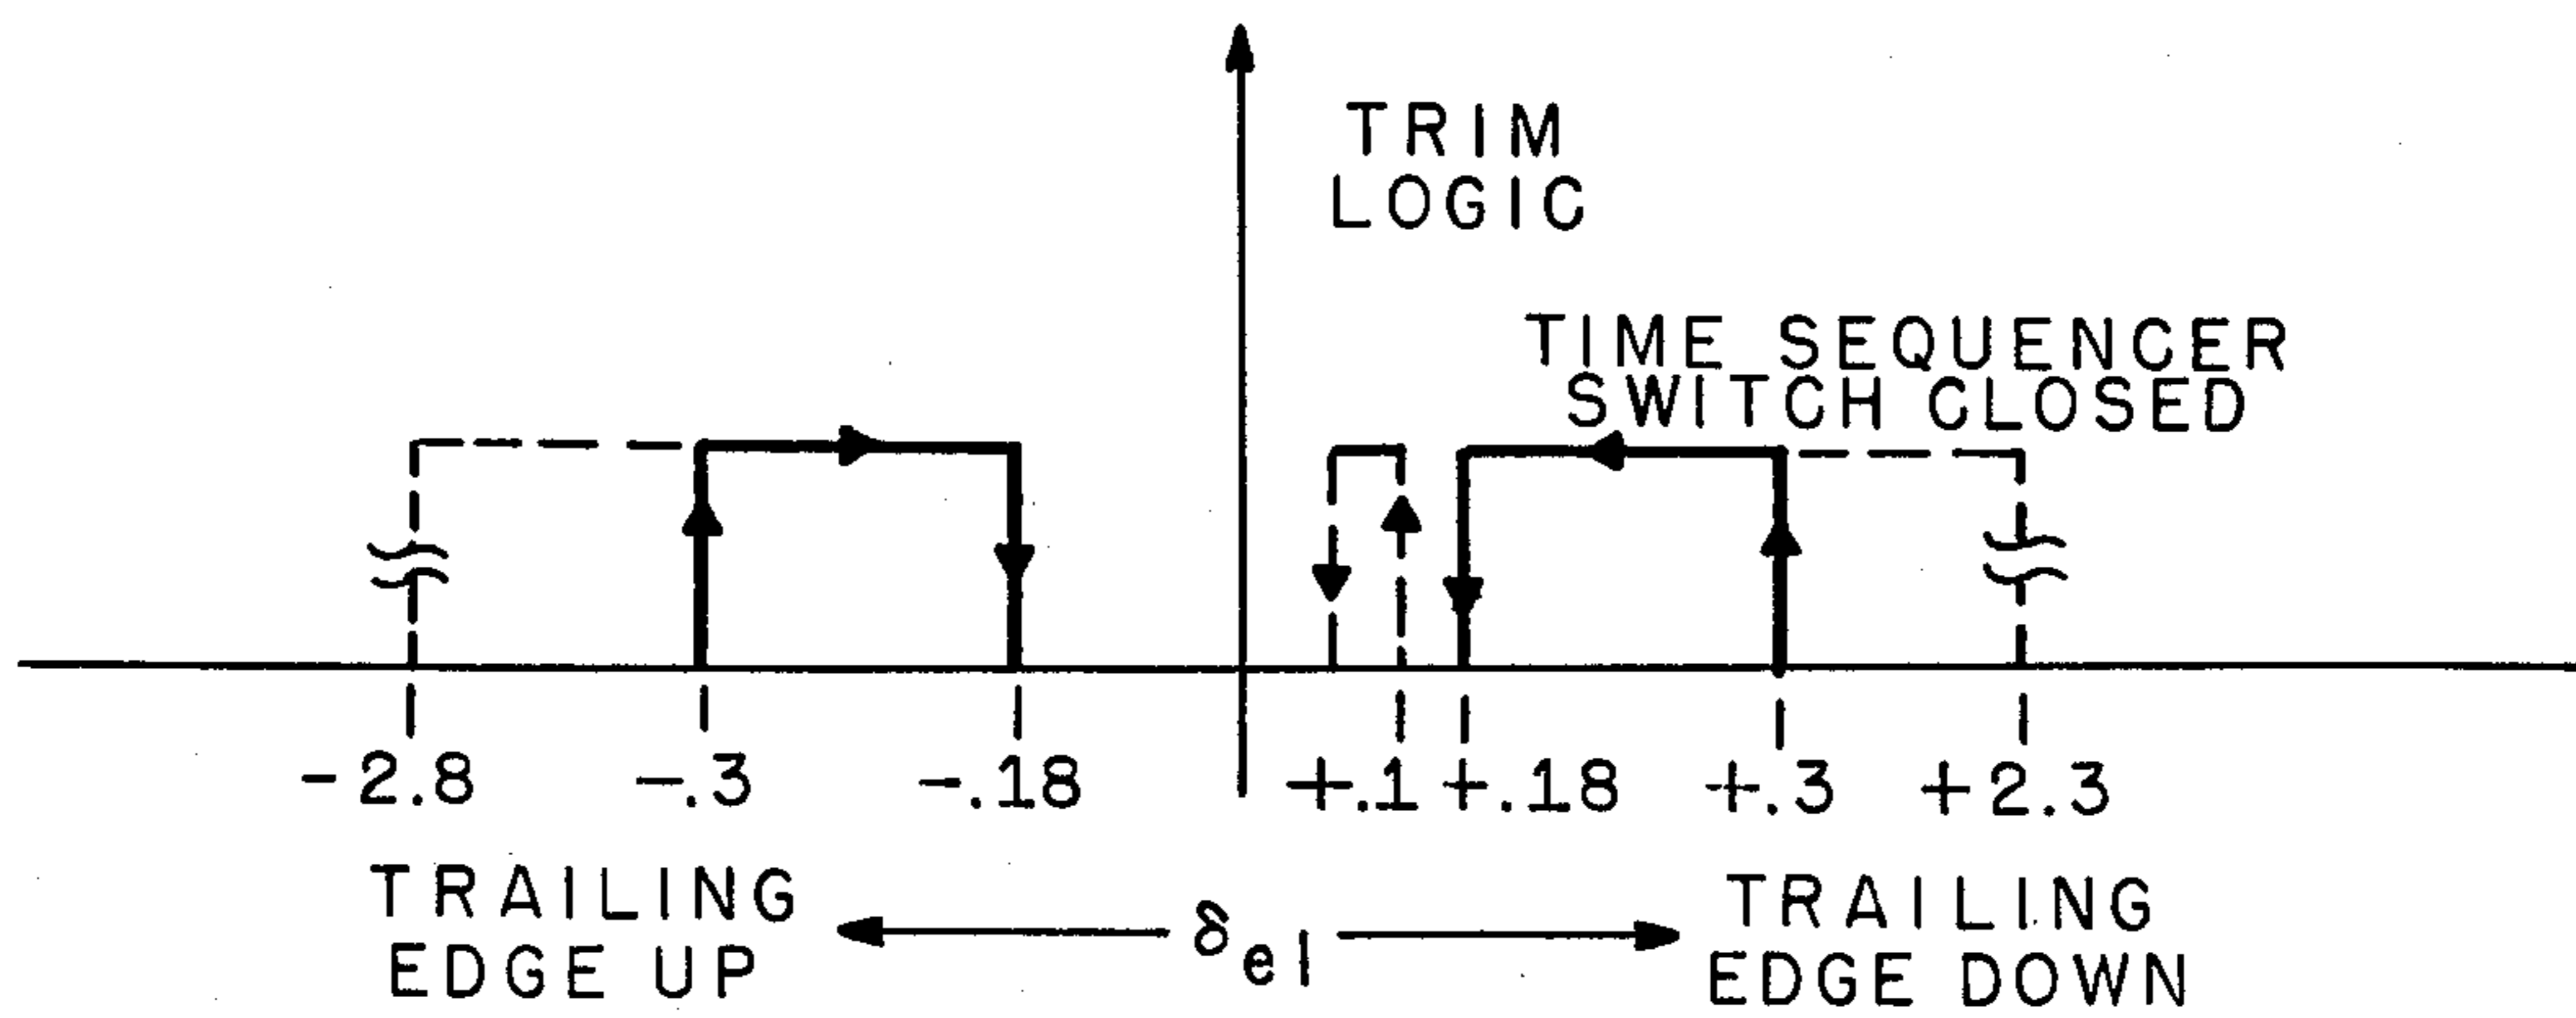 TRIM
LOGIC
TIME SEQUENCER
SWITCH CLOSED
-2.8 -.3 -.18 +.1 +.18 +.3 +2.3
TRAILING
EDGE UP
δel
TRAILING
EDGE DOWN